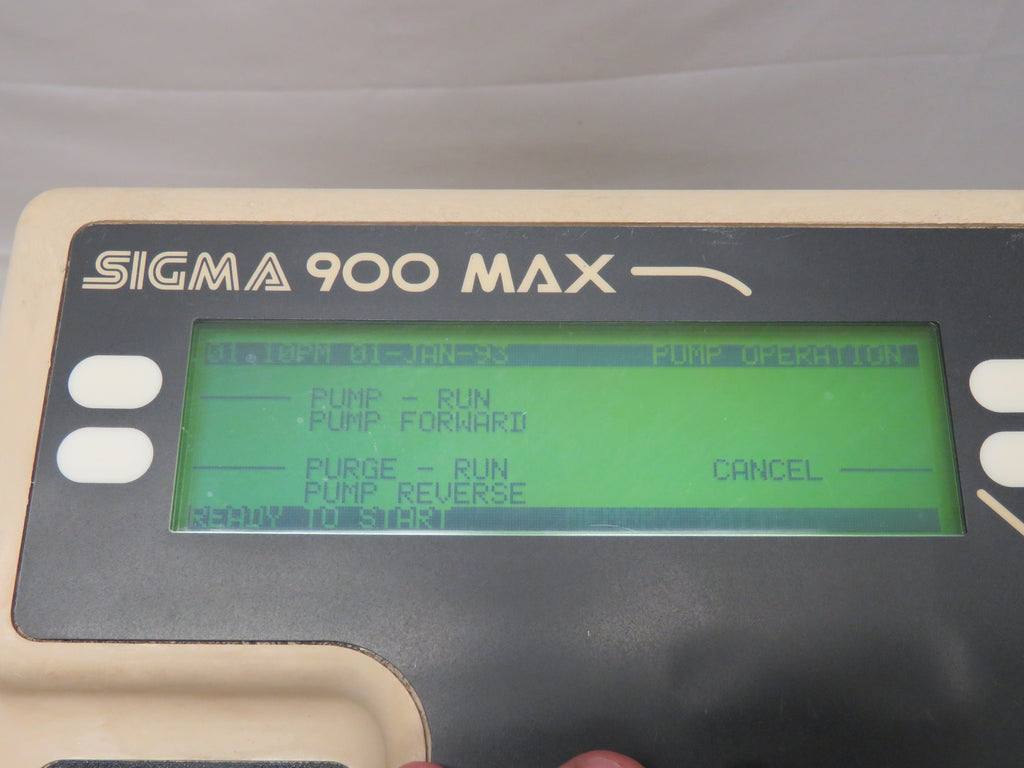 SIGMA 900 MAX
01:10PM 01-JAN-93 PUMP OPERATION
PUMP - RUN
PUMP FORWARD
PURGE - RUN CANCEL
PUMP REVERSE
READY TO START